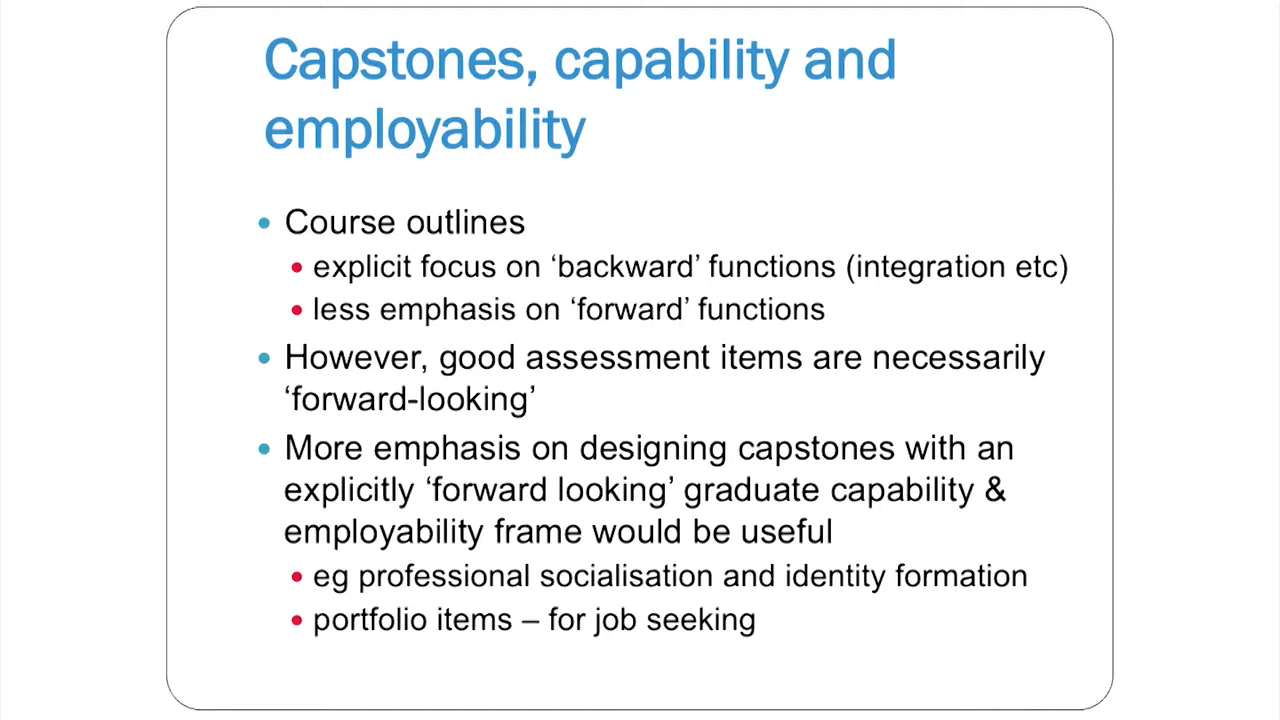 Capstones, capability and
employability
• Course outlines
• explicit focus on ‘backward’ functions (integration etc)
• less emphasis on ‘forward’ functions
• However, good assessment items are necessarily
‘forward-looking’
• More emphasis on designing capstones with an
explicitly ‘forward looking’ graduate capability &
employability frame would be useful
• eg professional socialisation and identity formation
• portfolio items – for job seeking